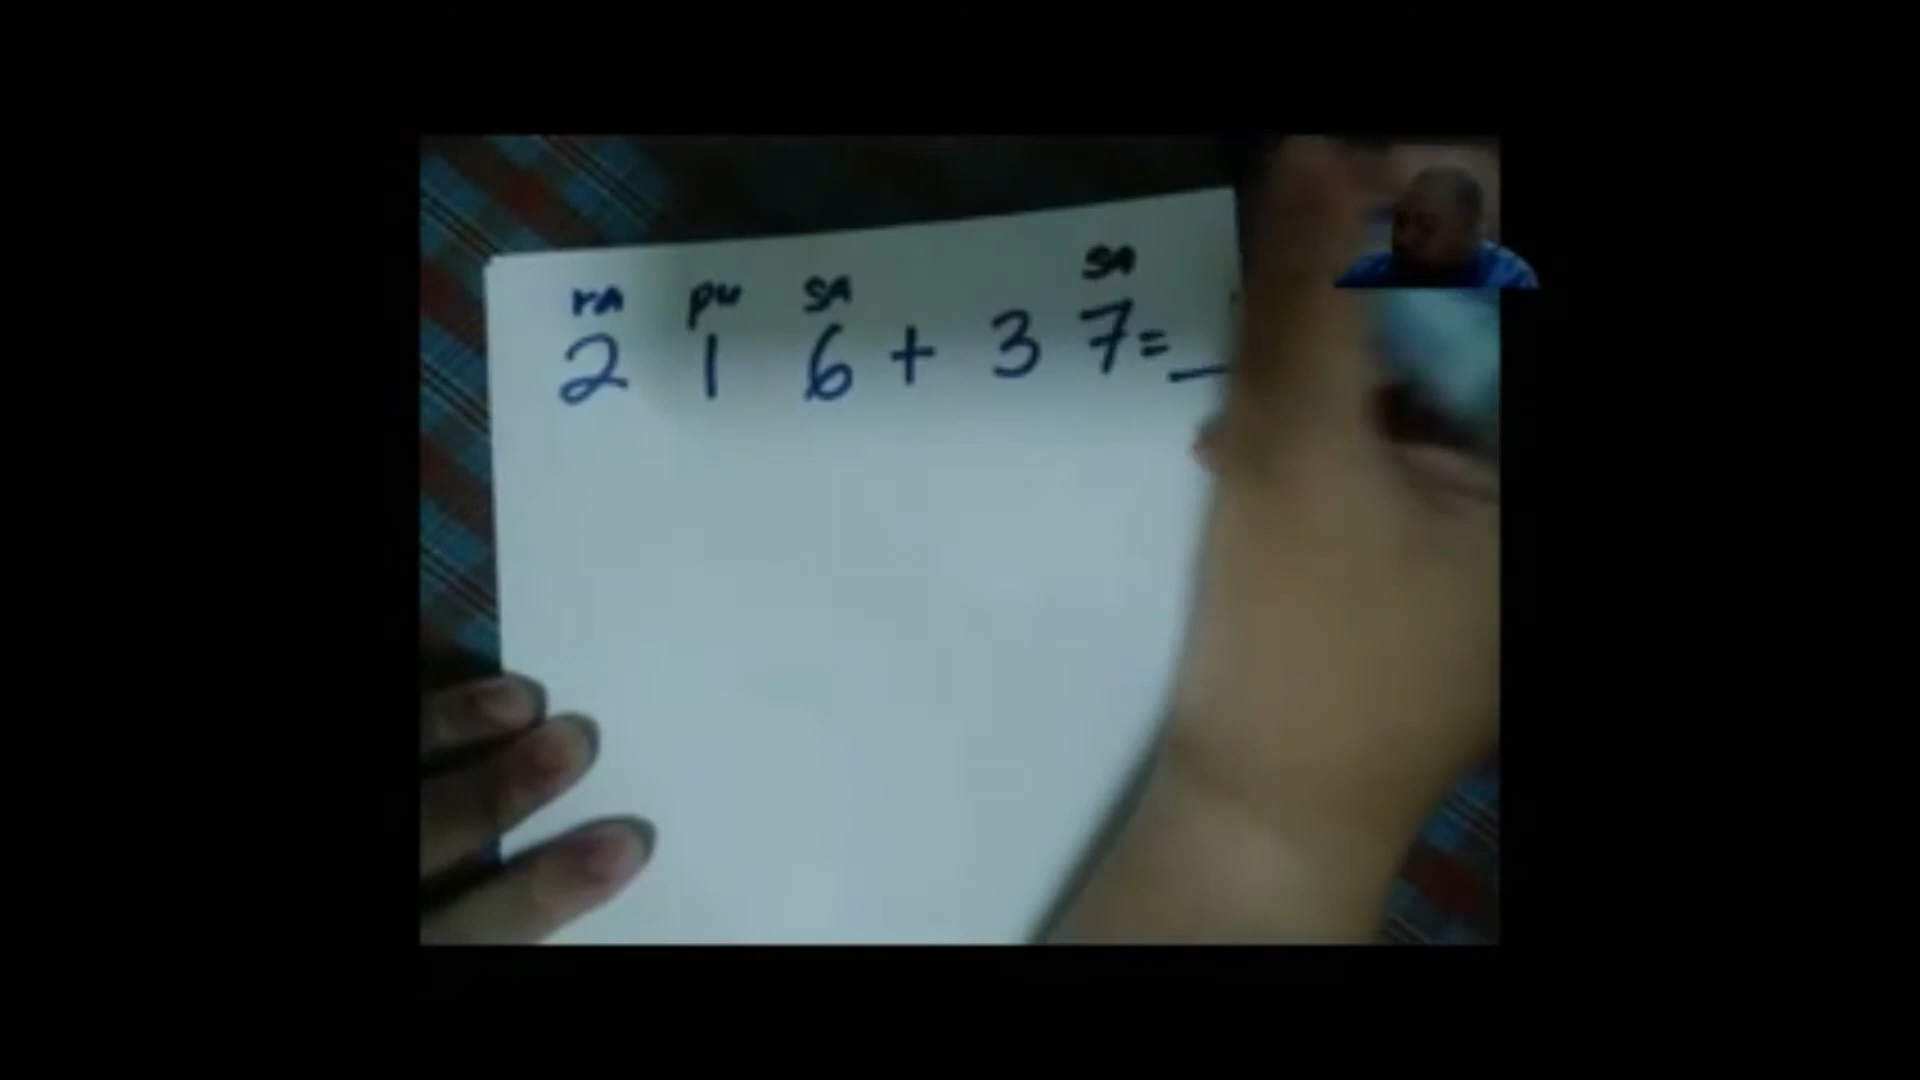 ra pu sa sa
2 1 6 + 3 7 = _